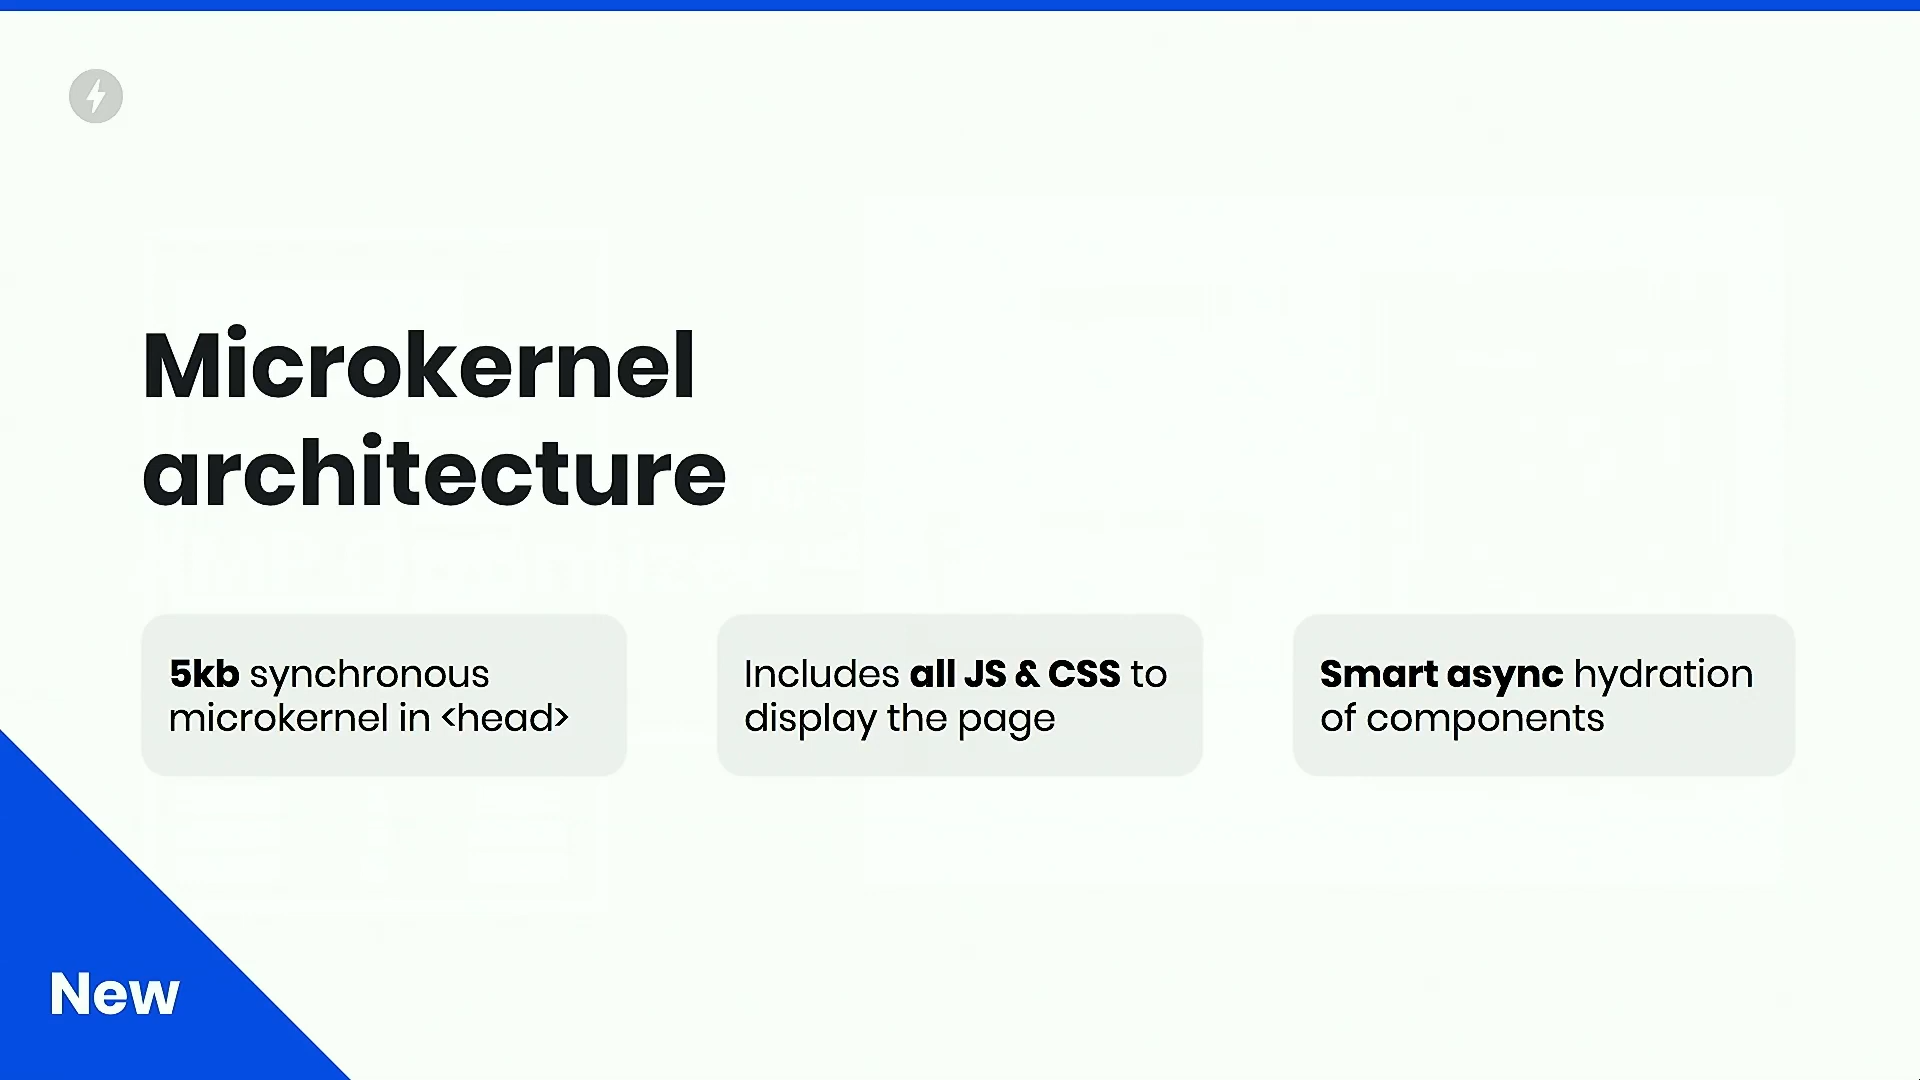 Microkernel
architecture
5kb synchronous
microkernel in <head>
Includes all JS & CSS to
display the page
Smart async hydration
of components
New